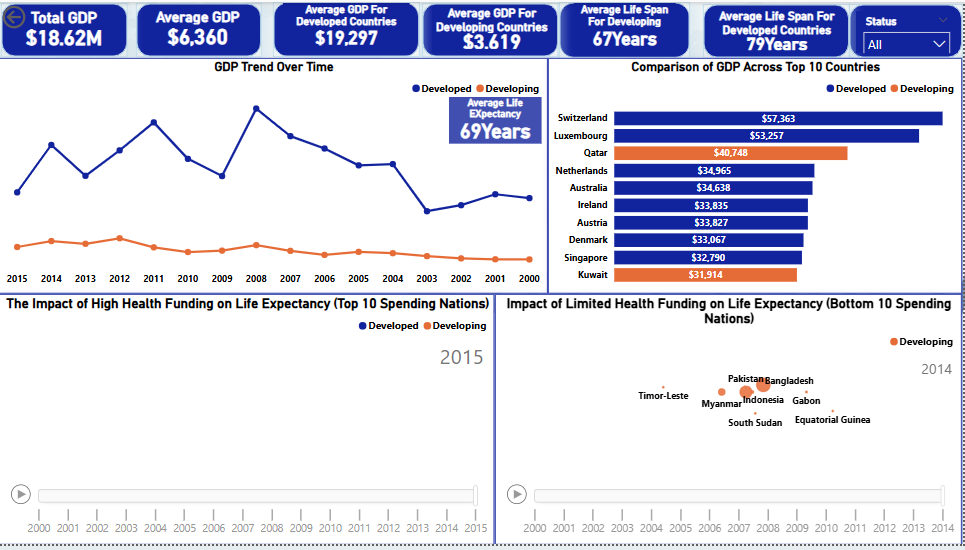 Total GDP
$18.62M
Average GDP
$6,360
Average GDP For
Developed Countries
$19,297
Average GDP For
Developing Countries
$3.619
Average Life Span
For Developing
67Years
Average Life Span For
Developed Countries
79Years
Status
All
GDP Trend Over Time
Developed Developing
Average Life
EXpectancy
69Years
2015 2014 2013 2012 2011 2010 2009 2008 2007 2006 2005 2004 2003 2002 2001 2000
Comparison of GDP Across Top 10 Countries
Developed Developing
Switzerland $57,363
Luxembourg $53,257
Qatar $40,748
Netherlands $34,965
Australia $34,638
Ireland $33,835
Austria $33,827
Denmark $33,067
Singapore $32,790
Kuwait $31,914
The Impact of High Health Funding on Life Expectancy (Top 10 Spending Nations)
Developed Developing
2015
2000 2001 2002 2003 2004 2005 2006 2007 2008 2009 2010 2011 2012 2013 2014 2015
Impact of Limited Health Funding on Life Expectancy (Bottom 10 Spending
Nations)
Developing
2014
Pakistan Bangladesh
Timor-Leste
Myanmar Indonesia Gabon
South Sudan Equatorial Guinea
2000 2001 2002 2003 2004 2005 2006 2007 2008 2009 2010 2011 2012 2013 2014